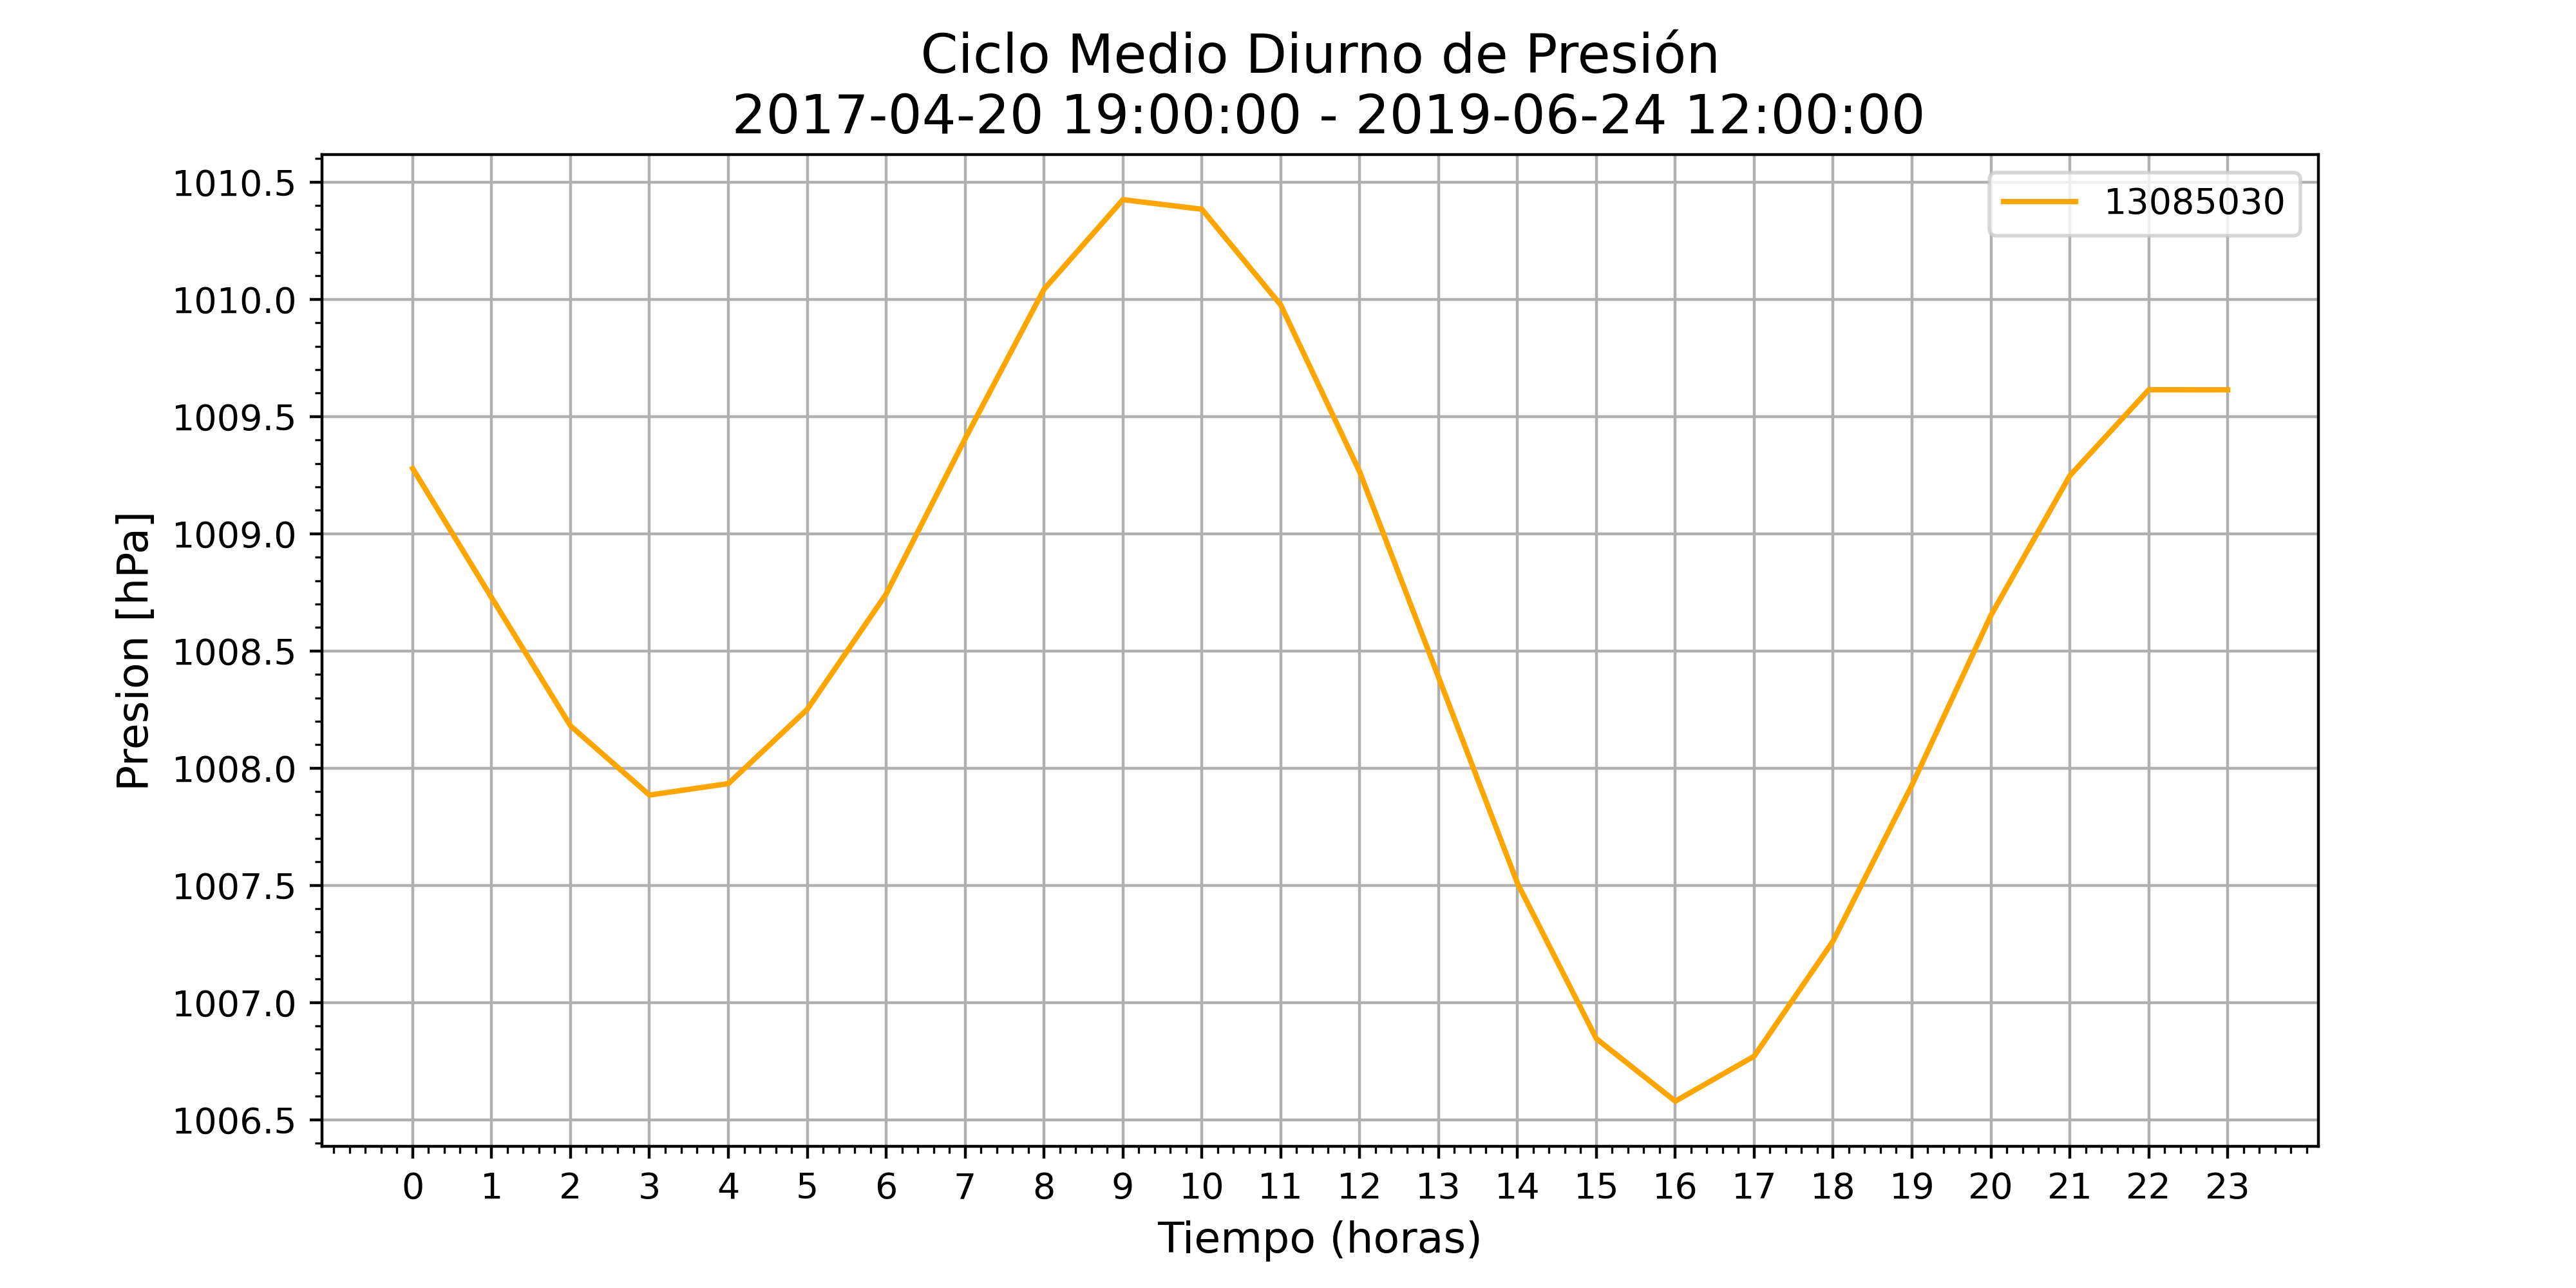 Ciclo Medio Diurno de Presión
2017-04-20 19:00:00 - 2019-06-24 12:00:00
13085030
Presion [hPa]
1010.5
1010.0
1009.5
1009.0
1008.5
1008.0
1007.5
1007.0
1006.5
0 1 2 3 4 5 6 7 8 9 10 11 12 13 14 15 16 17 18 19 20 21 22 23
Tiempo (horas)